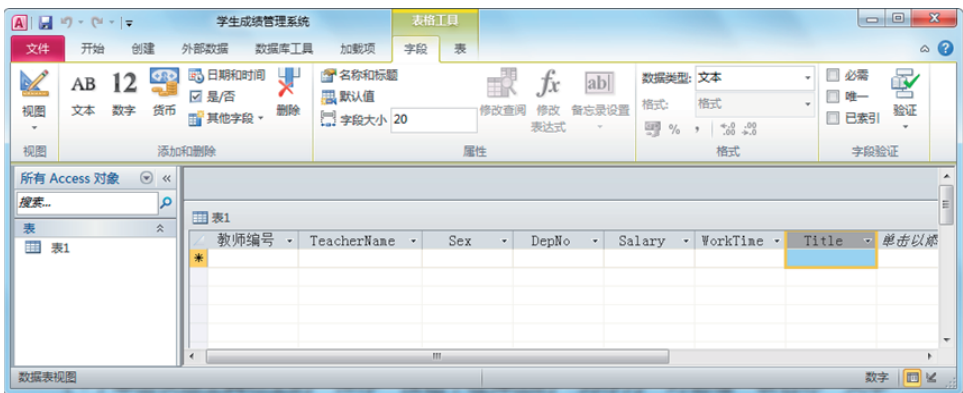 学生成绩管理系统 表格工具
文件 开始 创建 外部数据 数据库工具 加载项 字段 表
视图 AB 文本 12 数字 货币 日期和时间 是/否 其他字段 删除 名称和标题 默认值 字段大小 20 修改查阅 fx 修改表达式 ab 备忘录设置 数据类型: 文本 格式: 格式 % , .0 .00 .00 .0 必需 唯一 已索引 验证
视图 添加和删除 属性 格式 字段验证
所有 Access 对象
搜索...
表
表1
表1
教师编号 TeacherName Sex DepNo Salary WorkTime Title 单击以添
*
数据表视图 数字